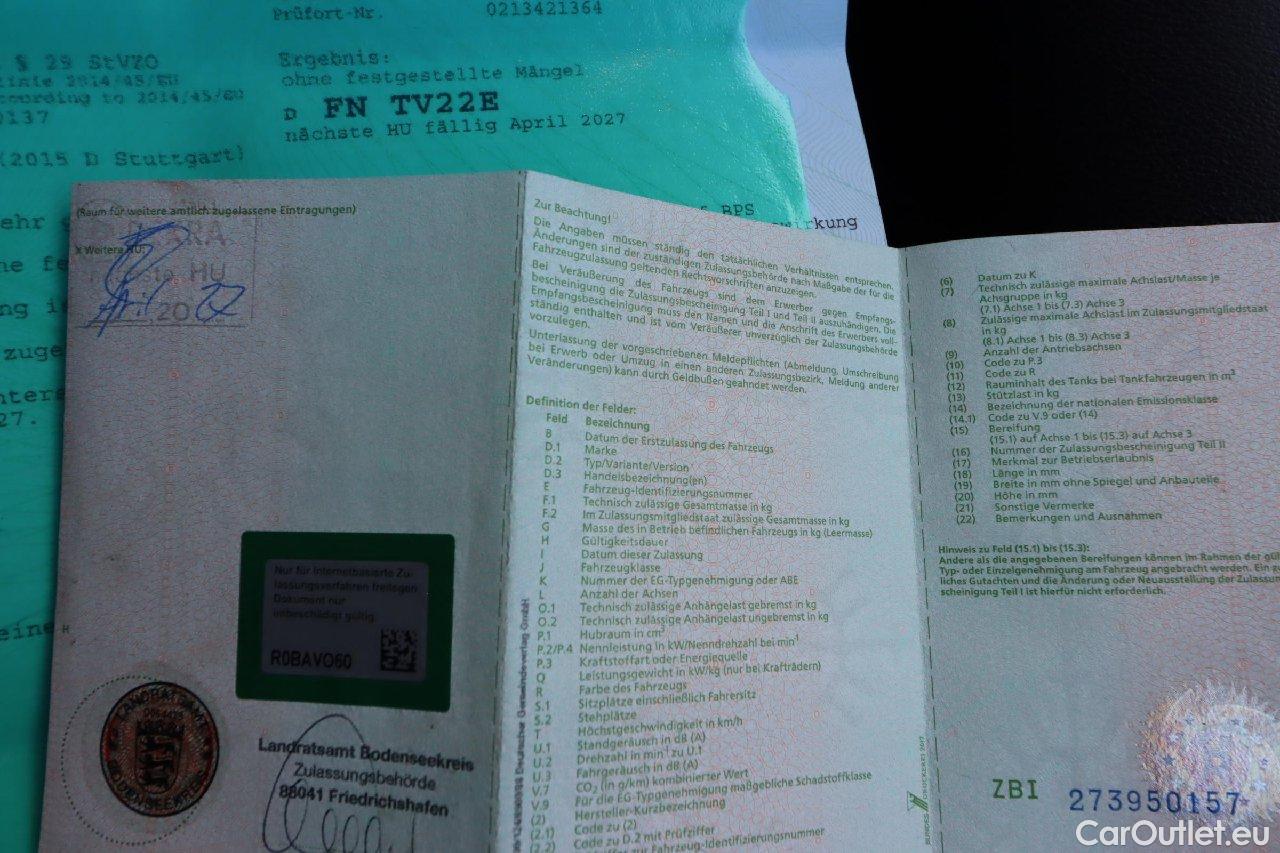 Prüfort-Nr. 0213421364
§ 29 StVZO
2014/45/EU
to 2014/45/EU
0137
(2015 D Stuttgart)
Ergebnis:
ohne festgestellte Mängel
D FN TV22E
nächste HU fällig April 2027
BPS
27.
(Raum für weitere amtlich zugelassene Eintragungen)
HU
April 20 27
Nur für internetbasierte Zu-
lassungsverfahren freilegen
Dokument nur
unbeschädigt gültig.
R0BAVO60
Landratsamt Bodenseekreis
Zulassungsbehörde
88041 Friedrichshafen
LANDRATSAMT
BODENSEEKREIS
Zur Beachtung!
Die Angaben müssen ständig den tatsächlichen Verhältnissen entsprechen.
Änderungen sind der zuständigen Zulassungsbehörde nach Maßgabe der für die
Fahrzeugzulassung geltenden Rechtsvorschriften anzuzeigen.
Bei Veräußerung des Fahrzeugs sind dem Erwerber gegen Empfangs-
bescheinigung die Zulassungsbescheinigung Teil I und Teil II auszuhändigen. Die
Empfangsbescheinigung muss den Namen und die Anschrift des Erwerbers voll-
ständig enthalten und ist vom Veräußerer unverzüglich der Zulassungsbehörde
vorzulegen.
Unterlassung der vorgeschriebenen Meldepflichten (Abmeldung, Umschreibung
bei Erwerb oder Umzug in einen anderen Zulassungsbezirk, Meldung anderer
Veränderungen) kann durch Geldbußen geahndet werden.
Definition der Felder:
Feld Bezeichnung
B Datum der Erstzulassung des Fahrzeugs
D.1 Marke
D.2 Typ/Variante/Version
D.3 Handelsbezeichnung(en)
E Fahrzeug-Identifizierungsnummer
F.1 Technisch zulässige Gesamtmasse in kg
F.2 Im Zulassungsmitgliedstaat zulässige Gesamtmasse in kg
G Masse des in Betrieb befindlichen Fahrzeugs in kg (Leermasse)
H Gültigkeitsdauer
I Datum dieser Zulassung
J Fahrzeugklasse
K Nummer der EG-Typgenehmigung oder ABE
L Anzahl der Achsen
O.1 Technisch zulässige Anhängelast gebremst in kg
O.2 Technisch zulässige Anhängelast ungebremst in kg
P.1 Hubraum in cm³
P.2/P.4 Nennleistung in kW/Nenndrehzahl bei min⁻¹
P.3 Kraftstoffart oder Energiequelle
Q Leistungsgewicht in kW/kg (nur bei Krafträdern)
R Farbe des Fahrzeugs
S.1 Sitzplätze einschließlich Fahrersitz
S.2 Stehplätze
T Höchstgeschwindigkeit in km/h
U.1 Standgeräusch in dB (A)
U.2 Drehzahl in min⁻¹ zu U.1
U.3 Fahrgeräusch in dB (A)
V.7 CO₂ (in g/km) kombinierter Wert
V.9 Für die EG-Typgenehmigung maßgebliche Schadstoffklasse
(2) Hersteller-Kurzbezeichnung
(2.1) Code zu (2)
(2.2) Code zu D.2 mit Prüfziffer
zur Fahrzeug-Identifizierungsnummer
(6) Datum zu K
(7) Technisch zulässige maximale Achslast/Masse je
Achsgruppe in kg
(7.1) Achse 1 bis (7.3) Achse 3
(8) Zulässige maximale Achslast im Zulassungsmitgliedstaat
in kg
(8.1) Achse 1 bis (8.3) Achse 3
(9) Anzahl der Antriebsachsen
(10) Code zu P.3
(11) Code zu R
(12) Rauminhalt des Tanks bei Tankfahrzeugen in m³
(13) Stützlast in kg
(14) Bezeichnung der nationalen Emissionsklasse
(14.1) Code zu V.9 oder (14)
(15) Bereifung
(15.1) auf Achse 1 bis (15.3) auf Achse 3
(16) Nummer der Zulassungsbescheinigung Teil II
(17) Merkmal zur Betriebserlaubnis
(18) Länge in mm
(19) Breite in mm ohne Spiegel und Anbauteile
(20) Höhe in mm
(21) Sonstige Vermerke
(22) Bemerkungen und Ausnahmen
Hinweis zu Feld (15.1) bis (15.3):
Andere als die angegebenen Bereifungen können im Rahmen der
Typ- oder Einzelgenehmigung am Fahrzeug angebracht werden. Ein
liches Gutachten und die Änderung oder Neuausstellung der
scheinigung Teil I ist hierfür nicht erforderlich.
ZBI 273950157
CarOutlet.eu